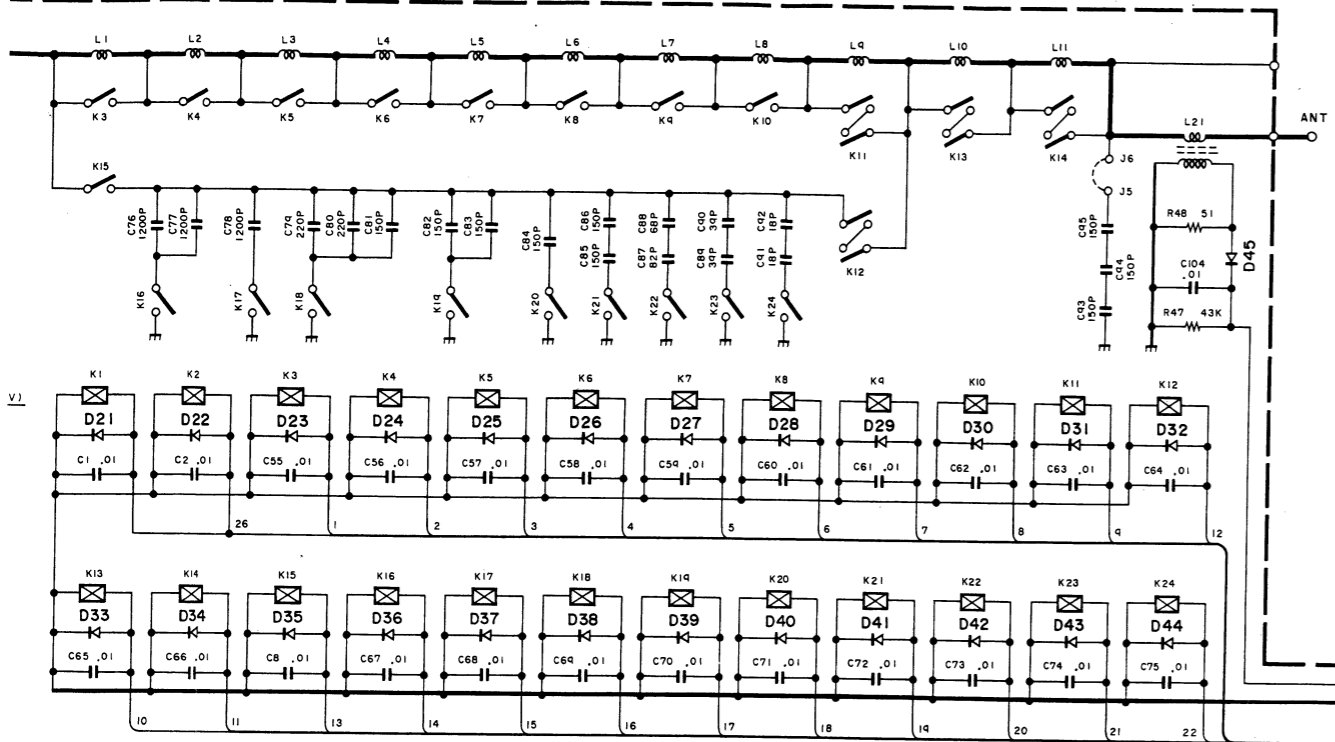 L1 L2 L3 L4 L5 L6 L7 L8 L9 L10 L11
K3 K4 K5 K6 K7 K8 K9 K10 K11 K13 K14
L21
ANT
J6
J5
K15
C76 1200P
C77 1200P
C78 1200P
C79 220P
C80 220P
C81 150P
C82 150P
C83 150P
C84 150P
C86 150P
C85 150P
C88 68P
C87 82P
C90 39P
C89 39P
C92 18P
C91 18P
K12
C95 150P
C94 150P
C93 150P
R48 51
D45
C104 .01
R47 43K
K16 K17 K18 K19 K20 K21 K22 K23 K24
V)
K1 K2 K3 K4 K5 K6 K7 K8 K9 K10 K11 K12
D21 D22 D23 D24 D25 D26 D27 D28 D29 D30 D31 D32
C1 .01 C2 .01 C55 .01 C56 .01 C57 .01 C58 .01 C59 .01 C60 .01 C61 .01 C62 .01 C63 .01 C64 .01
26 1 2 3 4 5 6 7 8 9 12
K13 K14 K15 K16 K17 K18 K19 K20 K21 K22 K23 K24
D33 D34 D35 D36 D37 D38 D39 D40 D41 D42 D43 D44
C65 .01 C66 .01 C8 .01 C67 .01 C68 .01 C69 .01 C70 .01 C71 .01 C72 .01 C73 .01 C74 .01 C75 .01
10 11 13 14 15 16 17 18 19 20 21 22